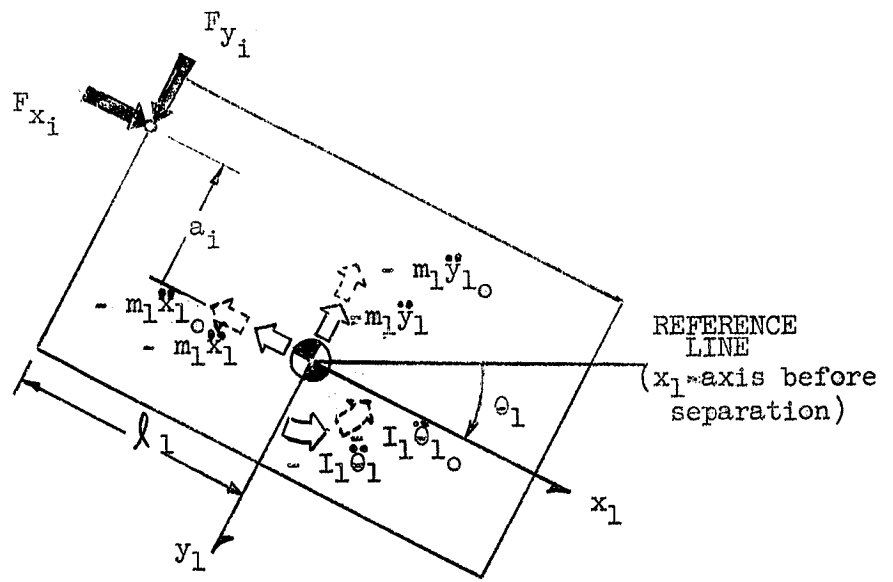 F_{y_i}
F_{x_i}
a_i
- m_1ÿ_{1_o}
- m_1ẍ_{1_o}
-m_1ÿ_1
- m_1ẍ_1
REFERENCE
LINE
(x_1-axis before
separation)
θ_1
I_1θ̈_{1_o}
- I_1θ̈_1
ℓ_1
x_1
y_1